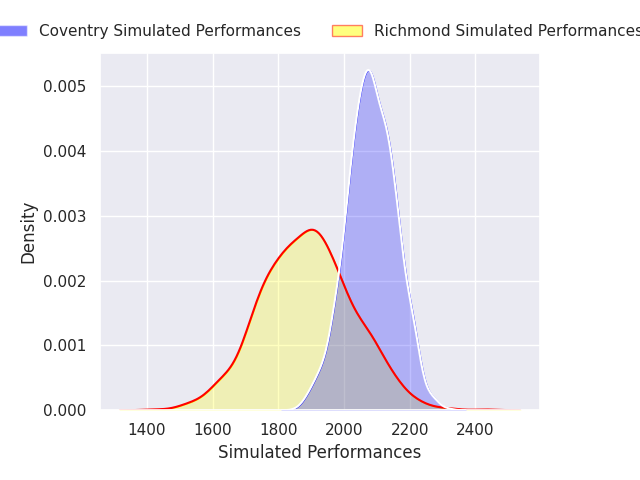 Coventry Simulated Performances
Richmond Simulated Performances
0.005
0.004
0.003
0.002
0.001
0.000
Density
1400 1600 1800 2000 2200 2400
Simulated Performances